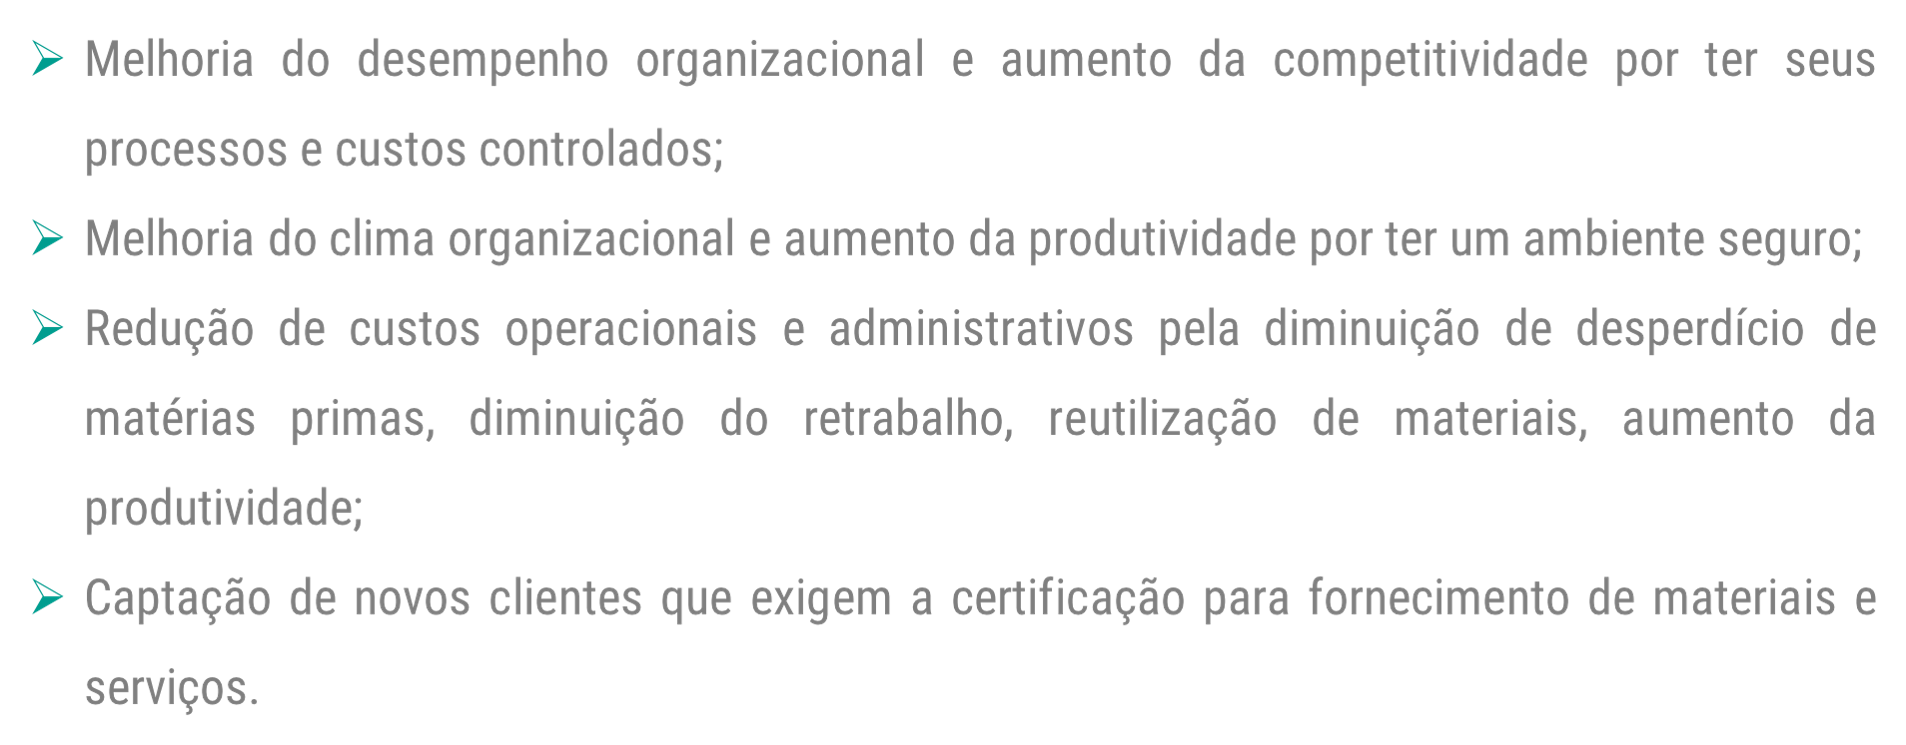 Melhoria do desempenho organizacional e aumento da competitividade por ter seus
processos e custos controlados;
Melhoria do clima organizacional e aumento da produtividade por ter um ambiente seguro;
Redução de custos operacionais e administrativos pela diminuição de desperdício de
matérias primas, diminuição do retrabalho, reutilização de materiais, aumento da
produtividade;
Captação de novos clientes que exigem a certificação para fornecimento de materiais e
serviços.